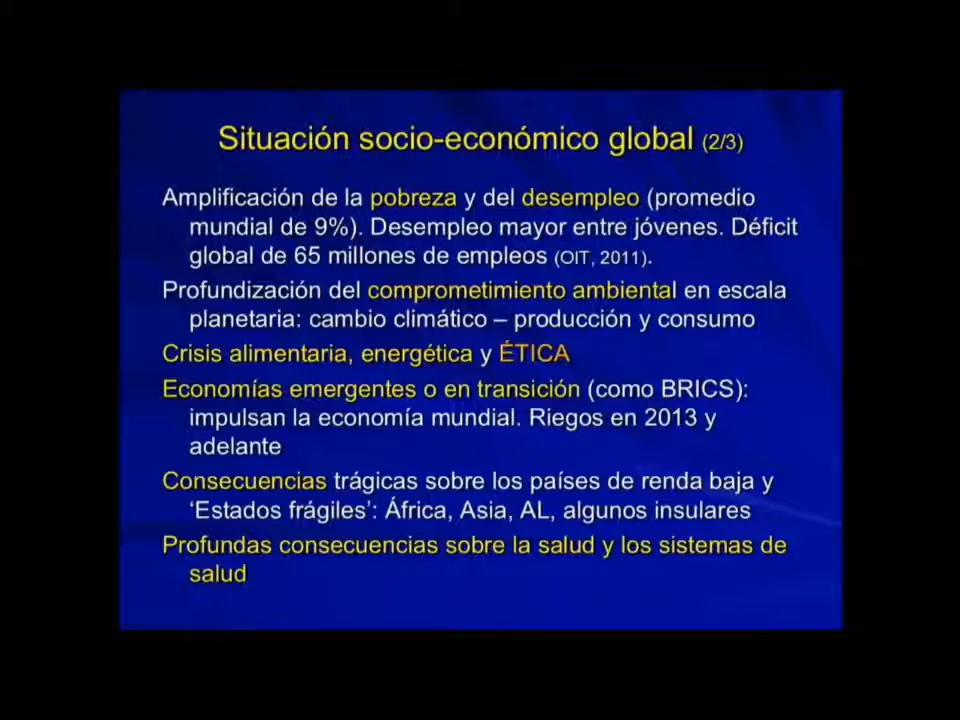 Situación socio-económico global (2/3)
Amplificación de la pobreza y del desempleo (promedio
mundial de 9%). Desempleo mayor entre jóvenes. Déficit
global de 65 millones de empleos (OIT, 2011).
Profundización del comprometimiento ambiental en escala
planetaria: cambio climático – producción y consumo
Crisis alimentaria, energética y ÉTICA
Economías emergentes o en transición (como BRICS):
impulsan la economía mundial. Riegos en 2013 y
adelante
Consecuencias trágicas sobre los países de renda baja y
‘Estados frágiles’: África, Asia, AL, algunos insulares
Profundas consecuencias sobre la salud y los sistemas de
salud